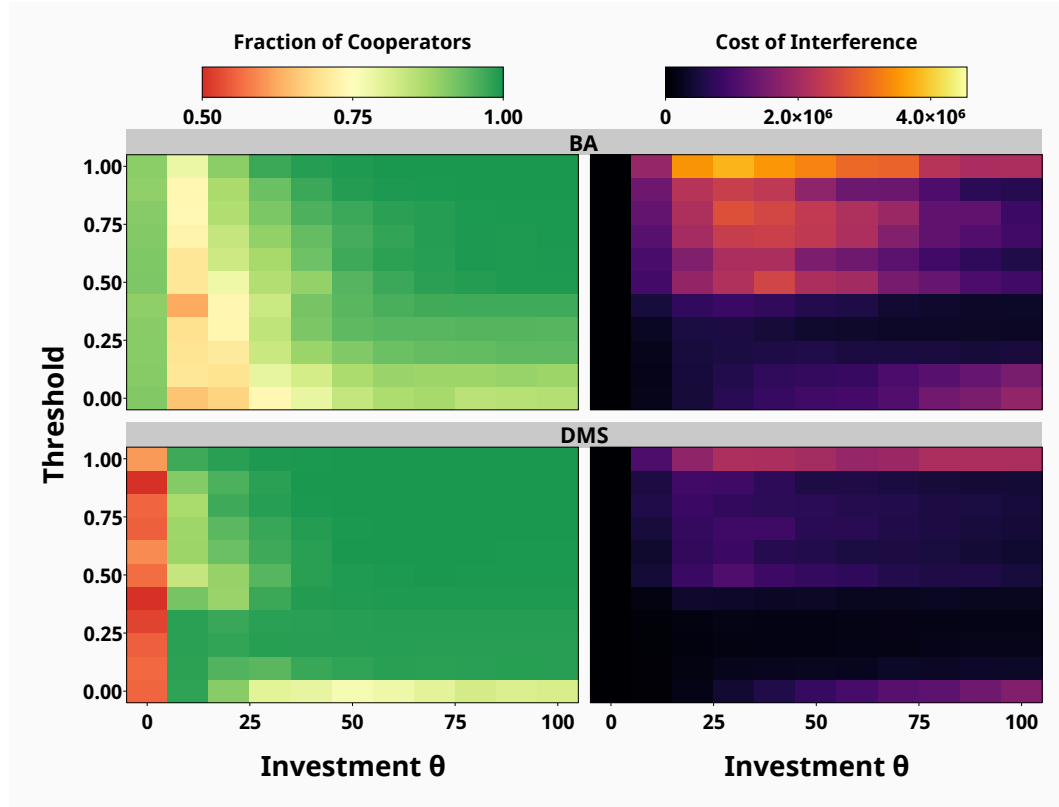 Fraction of Cooperators
Cost of Interference
0.50 0.75 1.00
0 2.0×10⁶ 4.0×10⁶
BA
1.00
0.75
0.50
0.25
0.00
Threshold
DMS
1.00
0.75
0.50
0.25
0.00
0 25 50 75 100
0 25 50 75 100
Investment θ
Investment θ